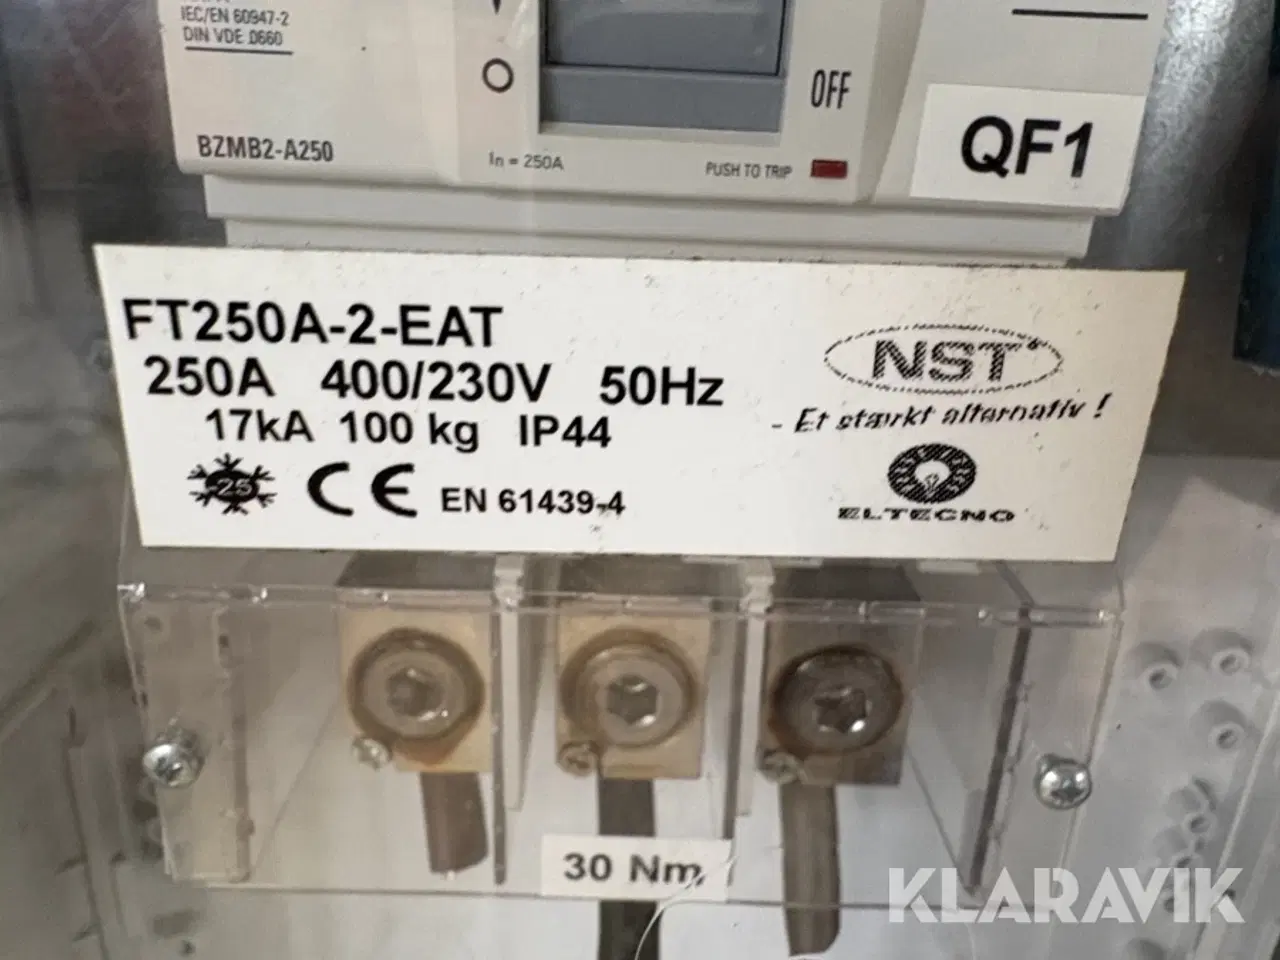 IEC/EN 60947-2
DIN VDE 0660
OFF
BZMB2-A250
In = 250A
PUSH TO TRIP
QF1
FT250A-2-EAT
250A 400/230V 50Hz
17kA 100 kg IP44
-25 CE EN 61439-4
NST
- Et stærkt alternativ !
ELTECNO
30 Nm
KLARAVIK